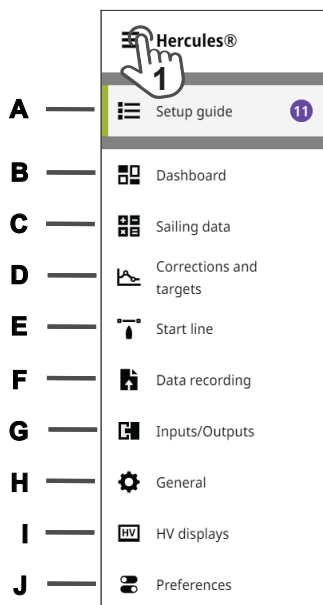 Hercules®
1
A Setup guide 11
B Dashboard
C Sailing data
D Corrections and
targets
E Start line
F Data recording
G Inputs/Outputs
H General
I HV HV displays
J Preferences